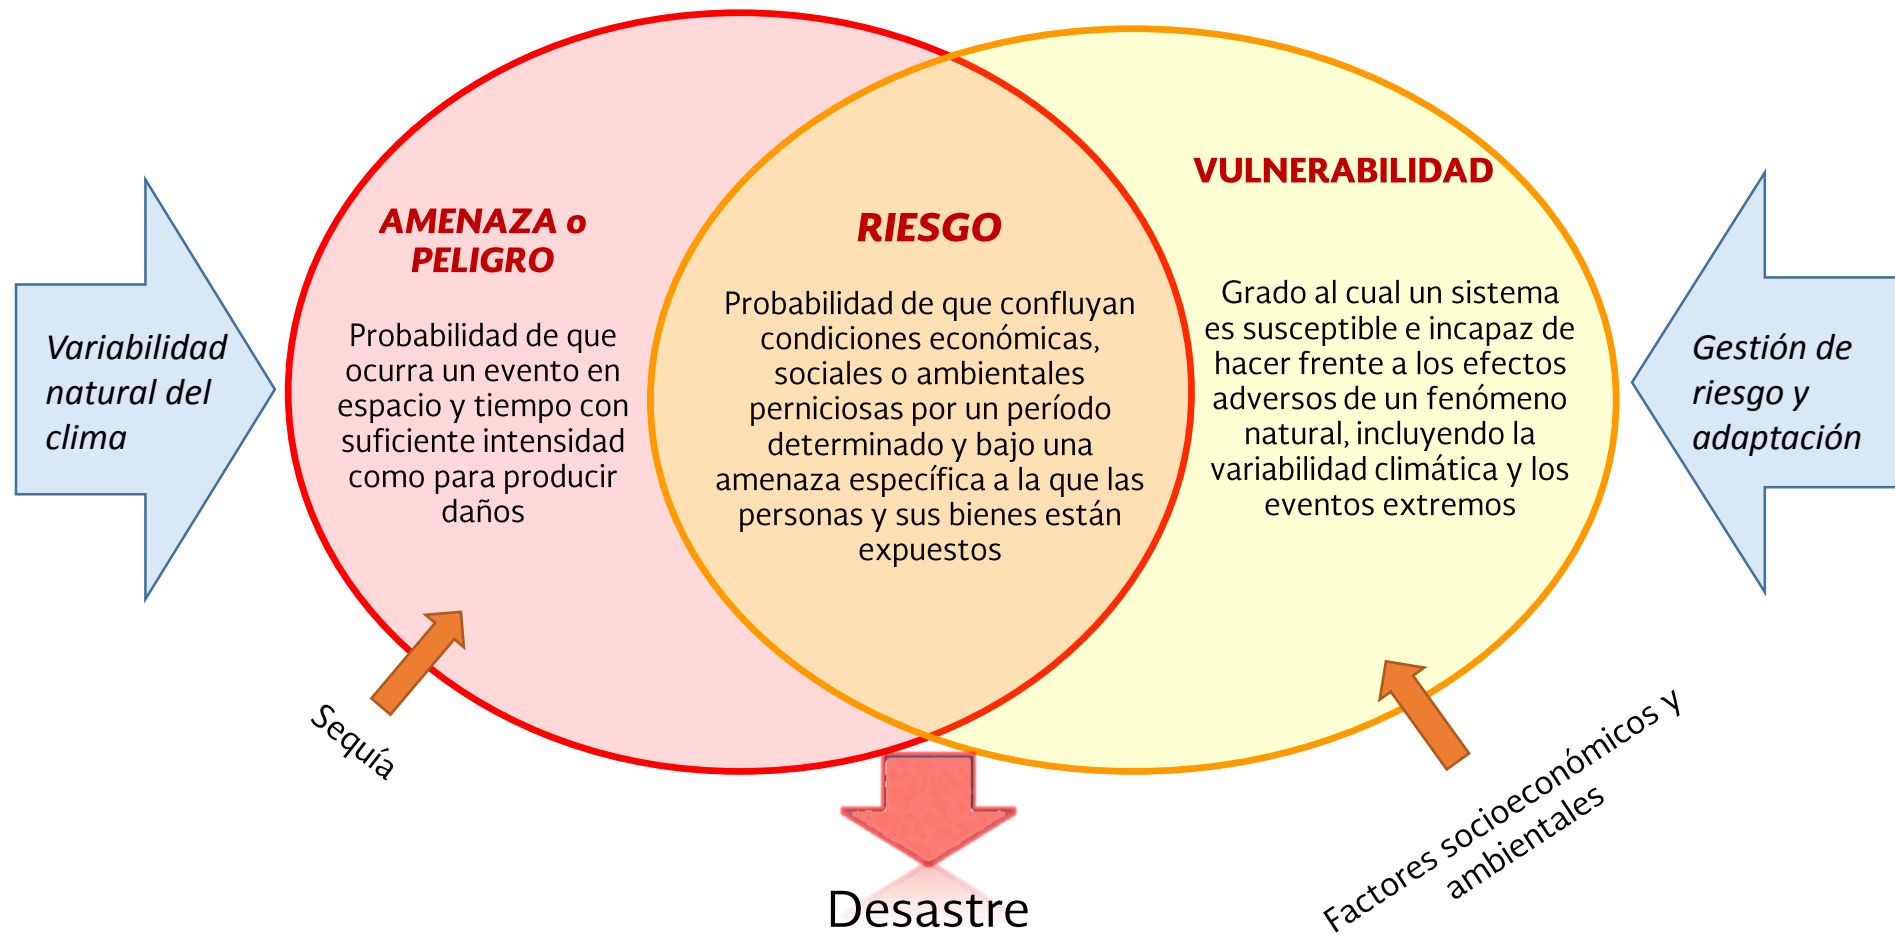 Variabilidad
natural del
clima
AMENAZA o
PELIGRO
Probabilidad de que
ocurra un evento en
espacio y tiempo con
suficiente intensidad
como para producir
daños
RIESGO
Probabilidad de que confluyan
condiciones económicas,
sociales o ambientales
perniciosas por un período
determinado y bajo una
amenaza específica a la que las
personas y sus bienes están
expuestos
VULNERABILIDAD
Grado al cual un sistema
es susceptible e incapaz de
hacer frente a los efectos
adversos de un fenómeno
natural, incluyendo la
variabilidad climática y los
eventos extremos
Gestión de
riesgo y
adaptación
Sequía
Factores socioeconómicos y
ambientales
Desastre